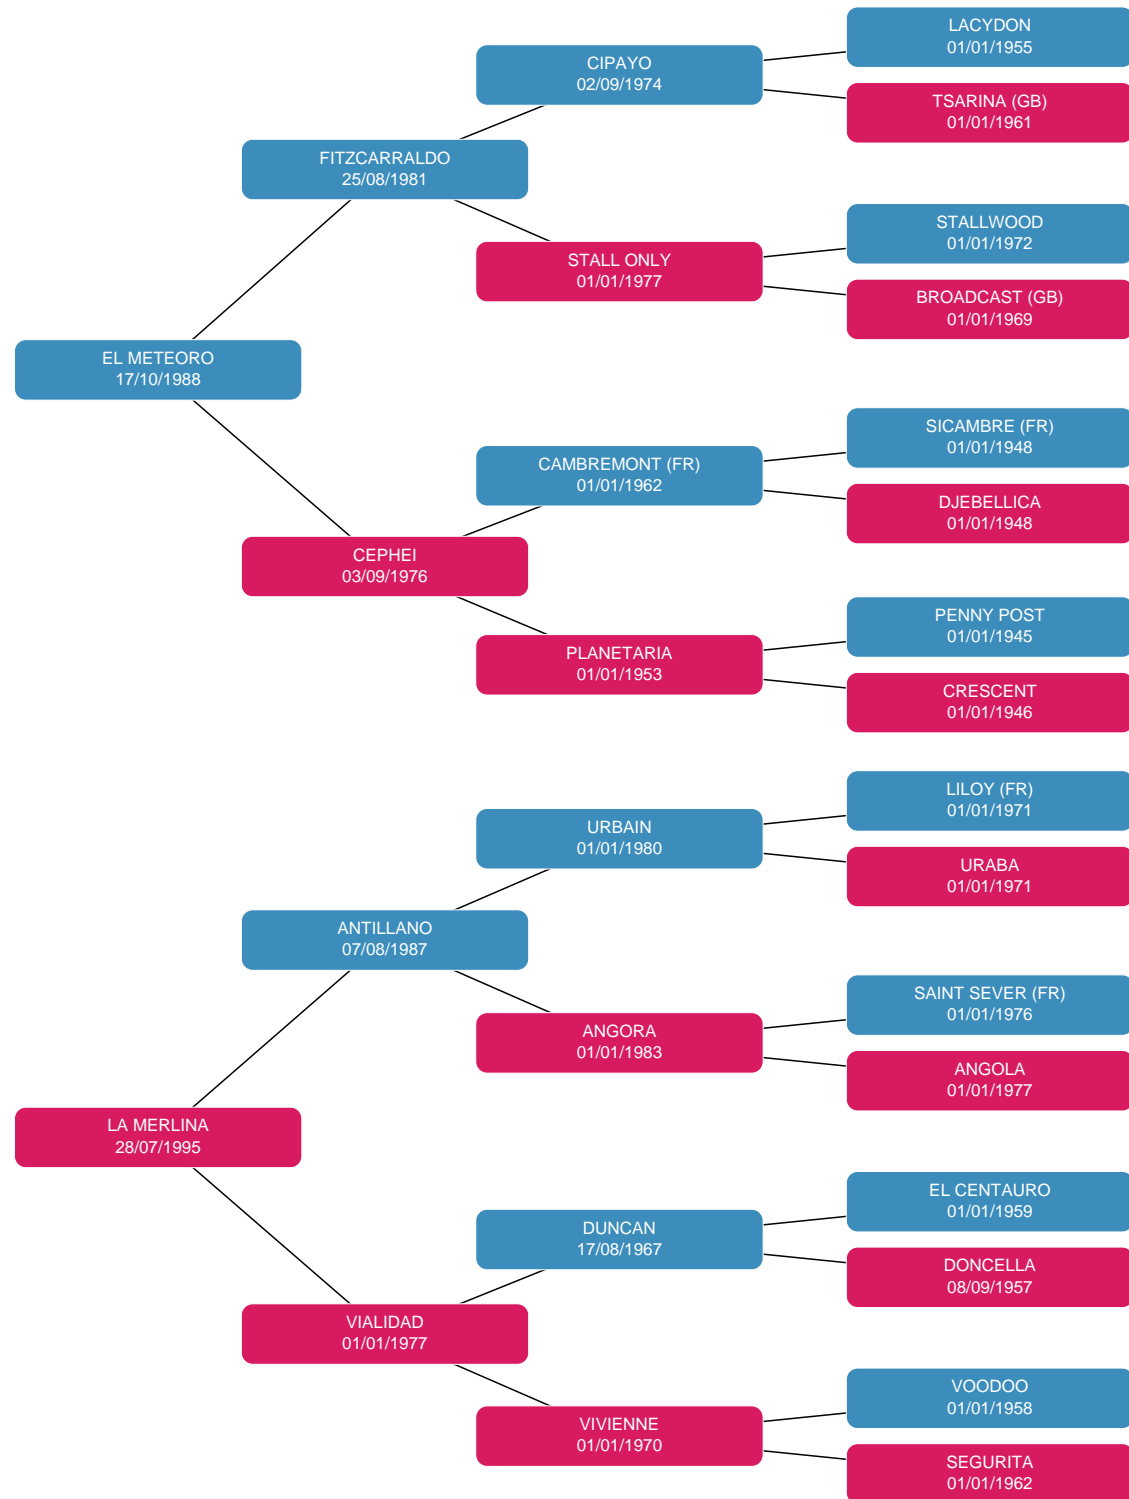 LACYDON
01/01/1955
CIPAYO
02/09/1974
TSARINA (GB)
01/01/1961
FITZCARRALDO
25/08/1981
STALLWOOD
01/01/1972
STALL ONLY
01/01/1977
BROADCAST (GB)
01/01/1969
EL METEORO
17/10/1988
SICAMBRE (FR)
01/01/1948
CAMBREMONT (FR)
01/01/1962
DJEBELLICA
01/01/1948
CEPHEI
03/09/1976
PENNY POST
01/01/1945
PLANETARIA
01/01/1953
CRESCENT
01/01/1946
LILOY (FR)
01/01/1971
URBAIN
01/01/1980
URABA
01/01/1971
ANTILLANO
07/08/1987
SAINT SEVER (FR)
01/01/1976
ANGORA
01/01/1983
ANGOLA
01/01/1977
LA MERLINA
28/07/1995
EL CENTAURO
01/01/1959
DUNCAN
17/08/1967
DONCELLA
08/09/1957
VIALIDAD
01/01/1977
VOODOO
01/01/1958
VIVIENNE
01/01/1970
SEGURITA
01/01/1962